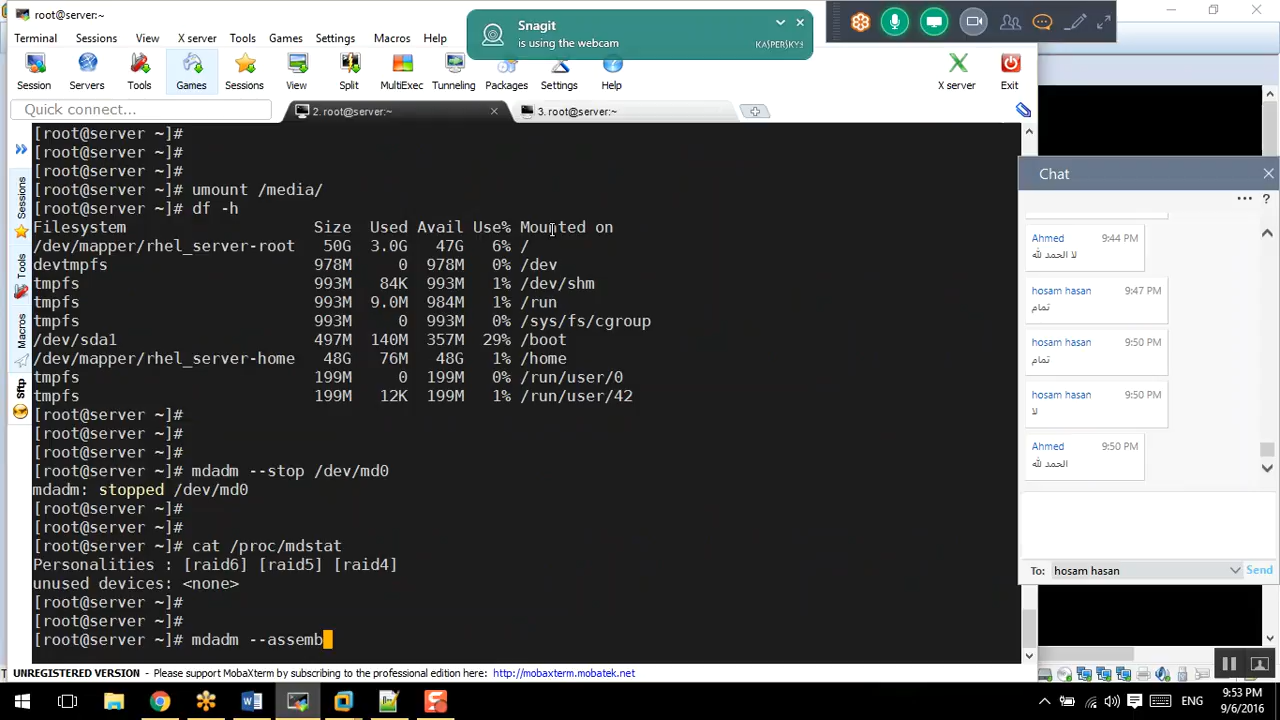 root@server:~
Terminal Sessions View X server Tools Games Settings Macros Help
Snagit
is using the webcam
KASPERSKY
Session Servers Tools Games Sessions View Split MultiExec Tunneling Packages Settings Help
X server Exit
Quick connect...
2. root@server:~
3. root@server:~
Sessions
Tools
Macros
Sftp
[root@server ~]#
[root@server ~]#
[root@server ~]#
[root@server ~]# umount /media/
[root@server ~]# df -h
Filesystem Size Used Avail Use% Mounted on
/dev/mapper/rhel_server-root 50G 3.0G 47G 6% /
devtmpfs 978M 0 978M 0% /dev
tmpfs 993M 84K 993M 1% /dev/shm
tmpfs 993M 9.0M 984M 1% /run
tmpfs 993M 0 993M 0% /sys/fs/cgroup
/dev/sda1 497M 140M 357M 29% /boot
/dev/mapper/rhel_server-home 48G 76M 48G 1% /home
tmpfs 199M 0 199M 0% /run/user/0
tmpfs 199M 12K 199M 1% /run/user/42
[root@server ~]#
[root@server ~]#
[root@server ~]#
[root@server ~]# mdadm --stop /dev/md0
mdadm: stopped /dev/md0
[root@server ~]#
[root@server ~]#
[root@server ~]# cat /proc/mdstat
Personalities : [raid6] [raid5] [raid4]
unused devices: <none>
[root@server ~]#
[root@server ~]#
[root@server ~]# mdadm --assemb
Chat
Ahmed 9:44 PM
لا الحمد لله
hosam hasan 9:47 PM
تمام
hosam hasan 9:50 PM
تمام
hosam hasan 9:50 PM
لا
Ahmed 9:50 PM
الحمد لله
To: hosam hasan Send
UNREGISTERED VERSION - Please support MobaXterm by subscribing to the professional edition here: http://mobaxterm.mobatek.net
ENG
9:53 PM
9/6/2016